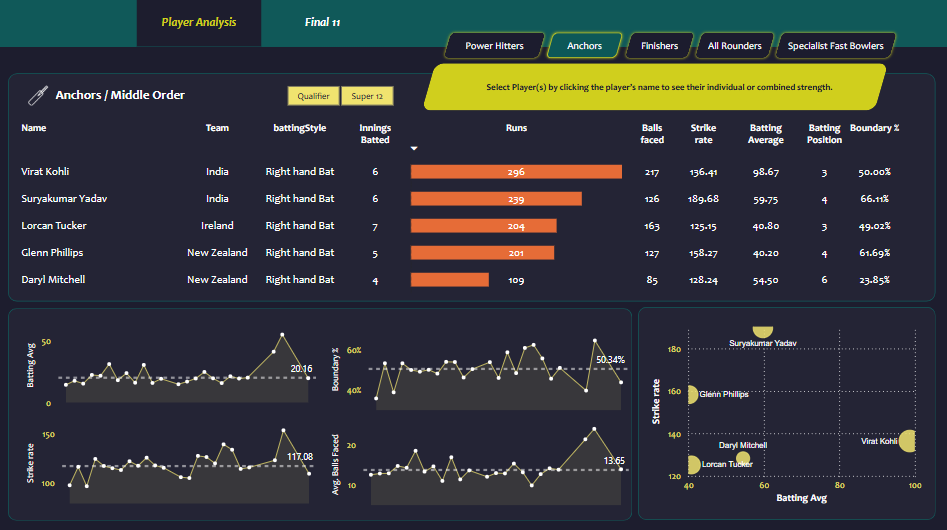 Player Analysis
Final 11
Power Hitters
Anchors
Finishers
All Rounders
Specialist Fast Bowlers
Select Player(s) by clicking the player's name to see their individual or combined strength.
Anchors / Middle Order
Qualifier
Super 12
Name Team battingStyle Innings Batted Runs Balls faced Strike rate Batting Average Batting Position Boundary %
Virat Kohli India Right hand Bat 6 296 217 136.41 98.67 3 50.00%
Suryakumar Yadav India Right hand Bat 6 239 126 189.68 59.75 4 66.11%
Lorcan Tucker Ireland Right hand Bat 7 204 163 125.15 40.80 3 49.02%
Glenn Phillips New Zealand Right hand Bat 5 201 127 158.27 40.20 4 61.69%
Daryl Mitchell New Zealand Right hand Bat 4 109 85 128.24 54.50 6 23.85%
Batting Avg
50
0
20.16
Boundary %
60%
40%
50.34%
Strike rate
150
100
117.08
Avg. Balls Faced
20
10
13.65
Strike rate
180
160
140
120
Suryakumar Yadav
Glenn Phillips
Virat Kohli
Daryl Mitchell
Lorcan Tucker
40 60 80 100
Batting Avg